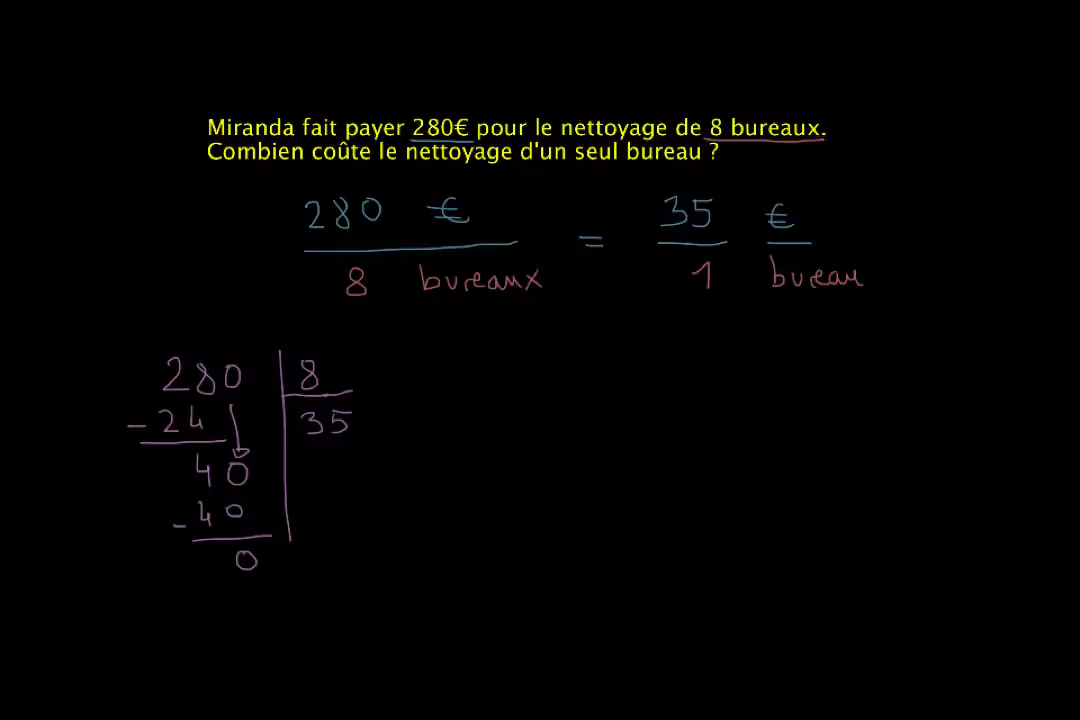 Miranda fait payer 280€ pour le nettoyage de 8 bureaux.
Combien coûte le nettoyage d'un seul bureau ?
280 € = 35 €
8 bureaux 1 bureau
280 8
- 24 35
40
- 40
0